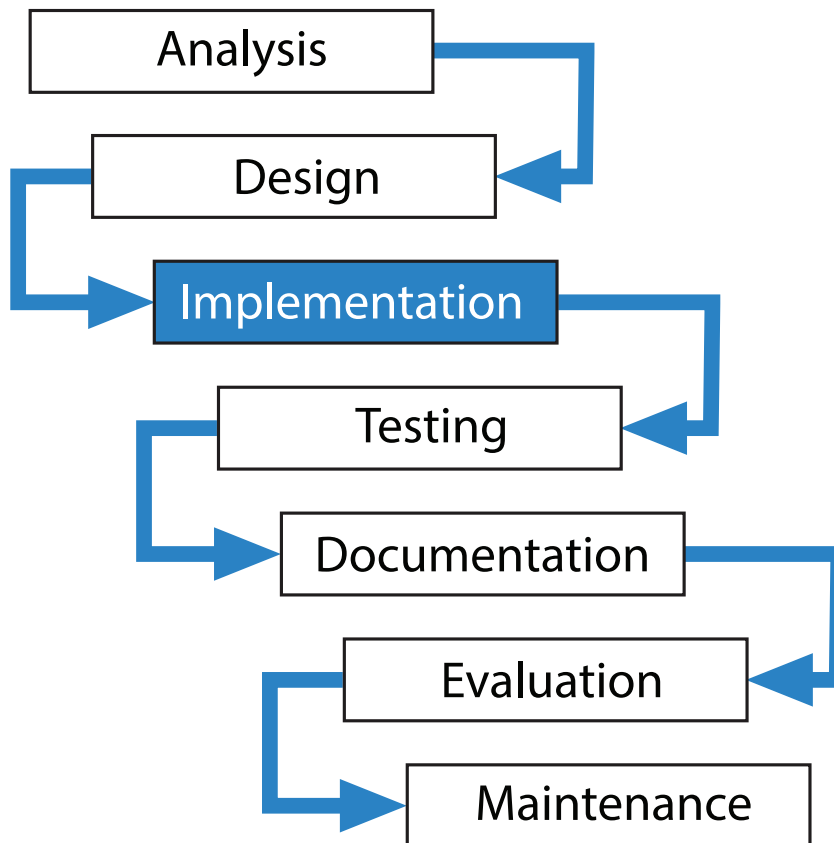 Analysis
Design
Implementation
Testing
Documentation
Evaluation
Maintenance